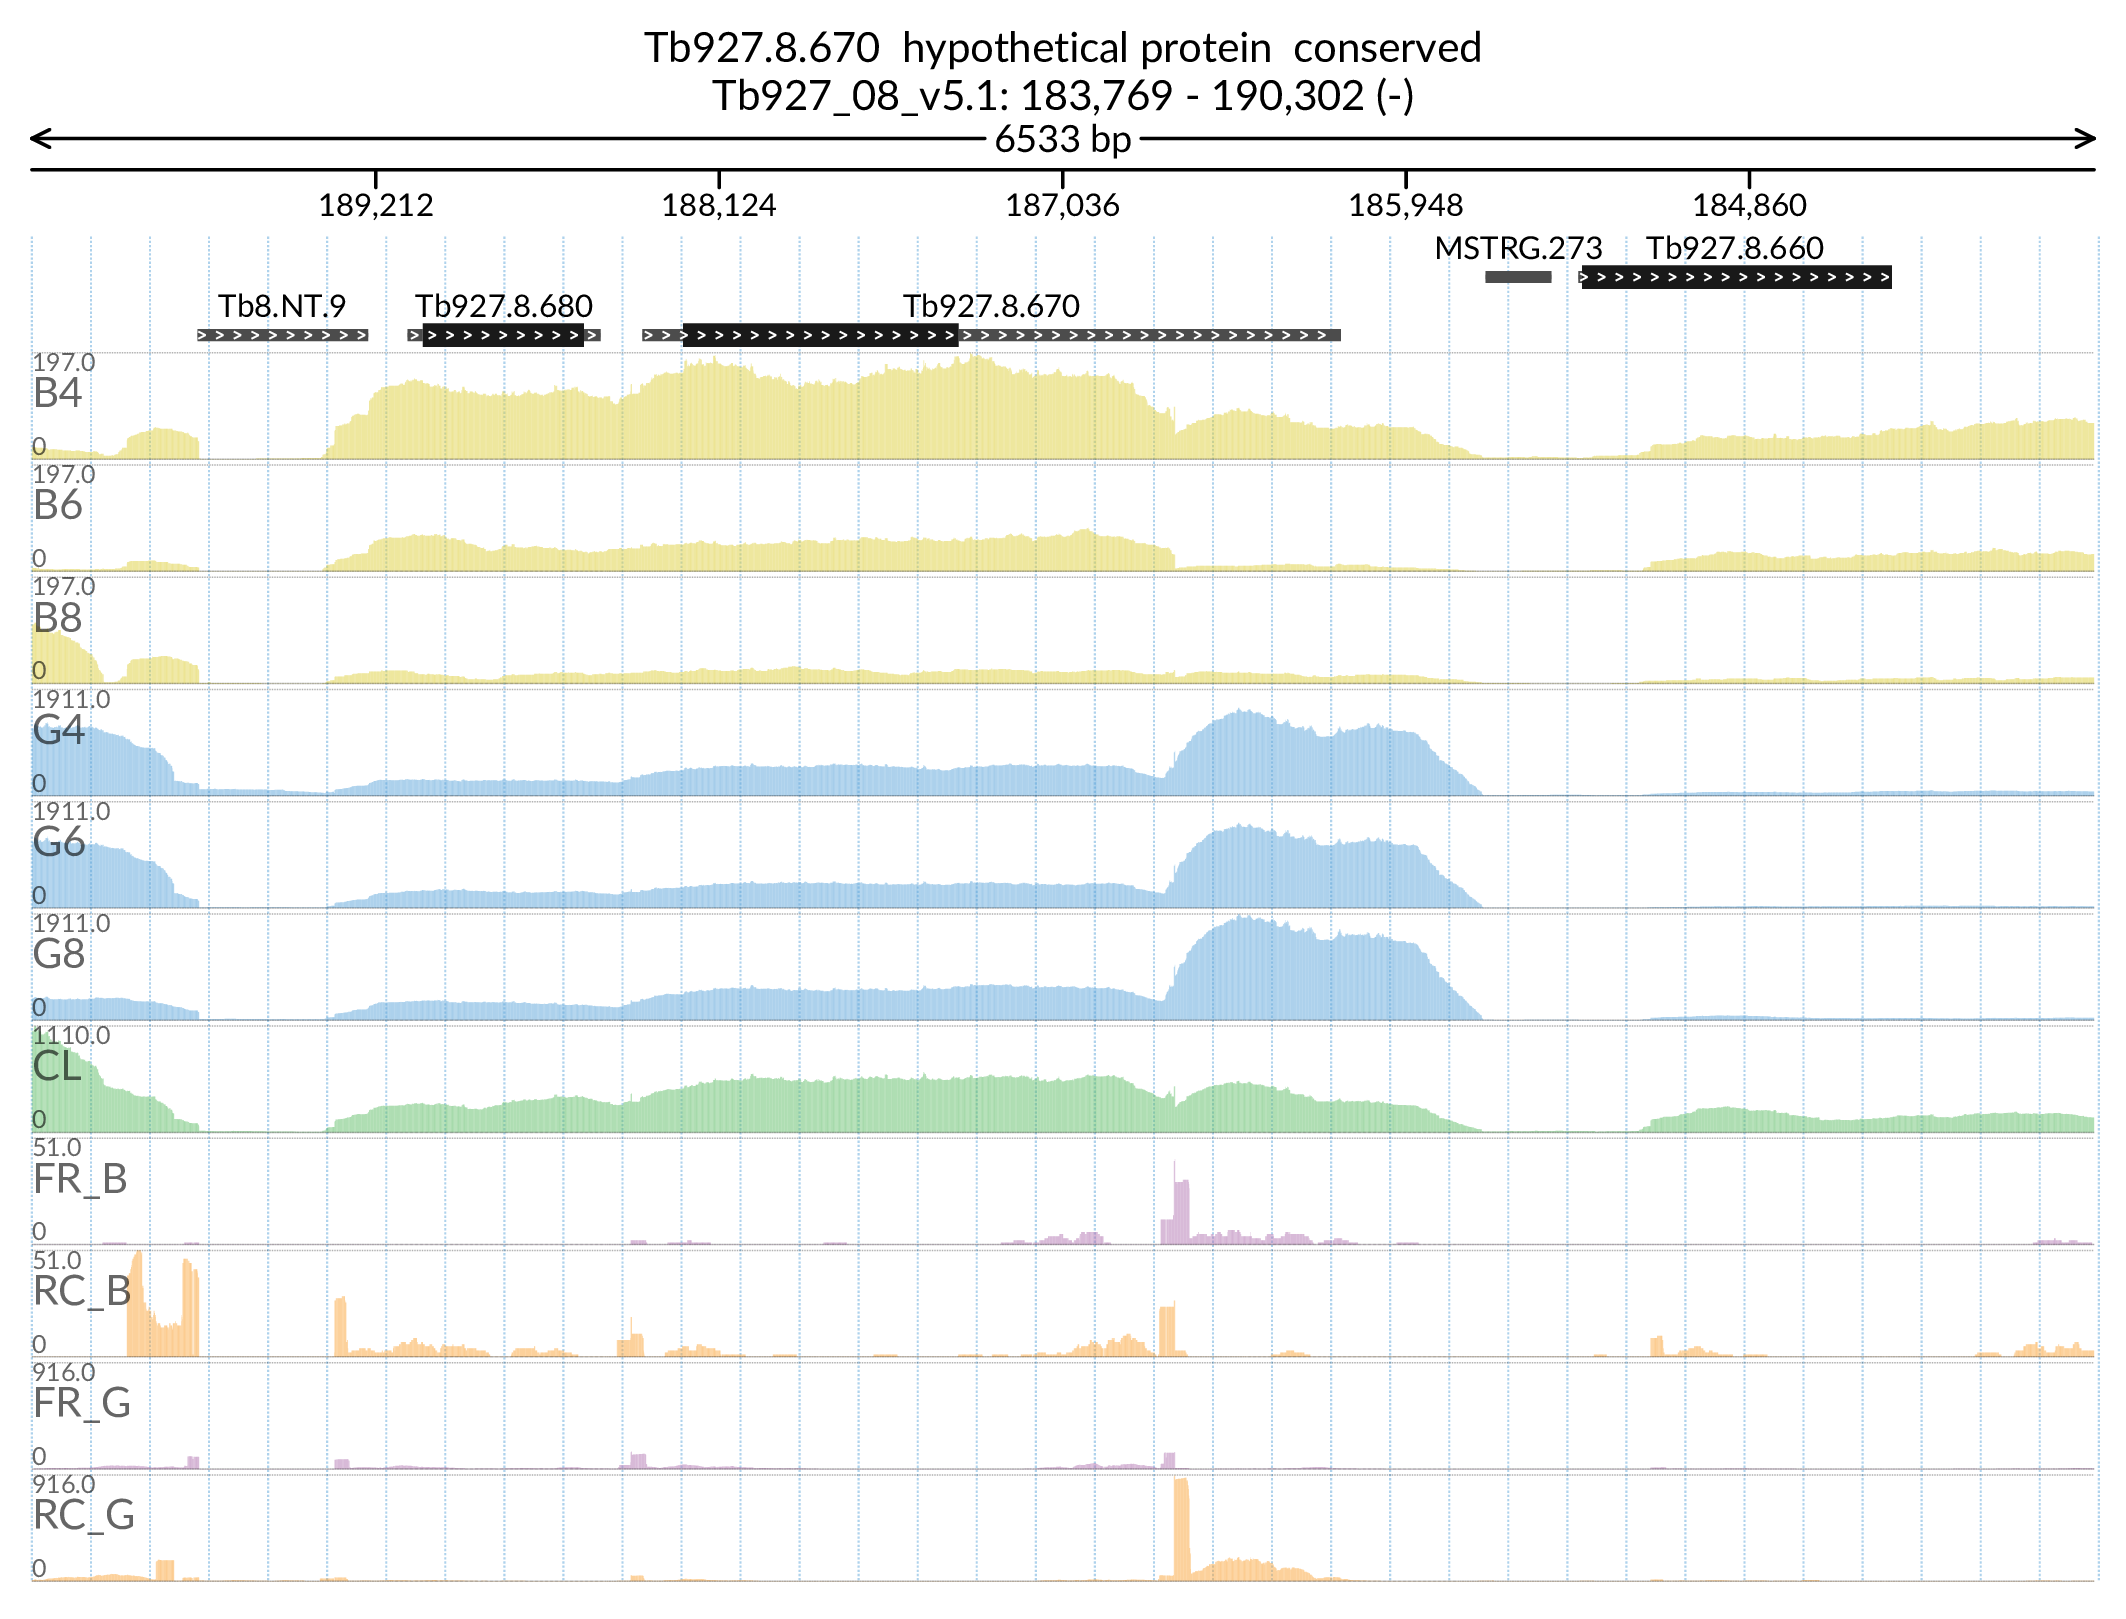 Tb927.8.670  hypothetical protein  conserved
Tb927_08_v5.1: 183,769 - 190,302 (-)
6533 bp
189,212 188,124 187,036 185,948 184,860
MSTRG.273 Tb927.8.660
Tb8.NT.9 Tb927.8.680 Tb927.8.670
197.0
B4
0
197.0
B6
0
197.0
B8
0
1911.0
G4
0
1911.0
G6
0
1911.0
G8
0
1110.0
CL
0
51.0
FR_B
0
51.0
RC_B
0
916.0
FR_G
0
916.0
RC_G
0